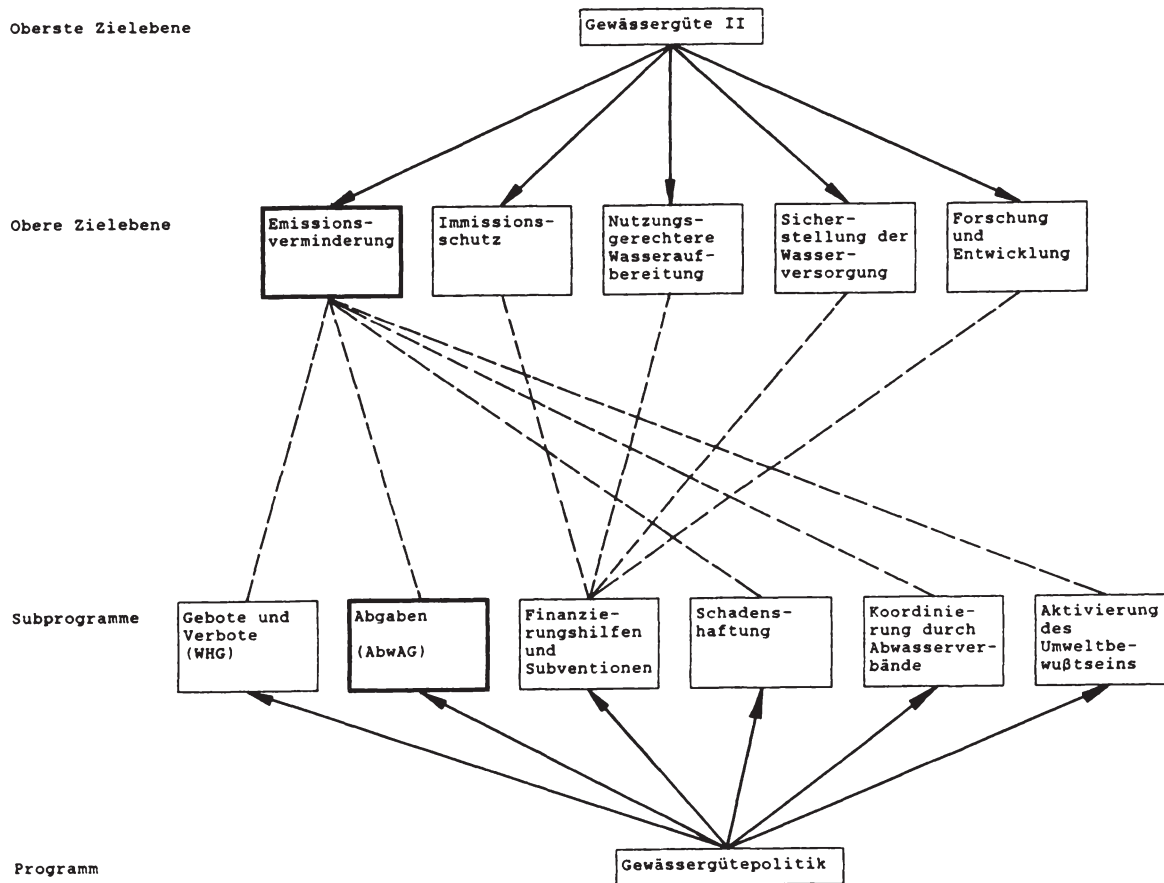 Oberste Zielebene
Gewässergüte II
Obere Zielebene
Emissions-
verminderung
Immissions-
schutz
Nutzungs-
gerechtere
Wasserauf-
bereitung
Sicher-
stellung der
Wasser-
versorgung
Forschung
und
Entwicklung
Subprogramme
Gebote und
Verbote
(WHG)
Abgaben
(AbwAG)
Finanzie-
rungshilfen
und
Subventionen
Schadens-
haftung
Koordinie-
rung durch
Abwasserver-
bände
Aktivierung
des
Umweltbe-
wußtseins
Programm
Gewässergütepolitik